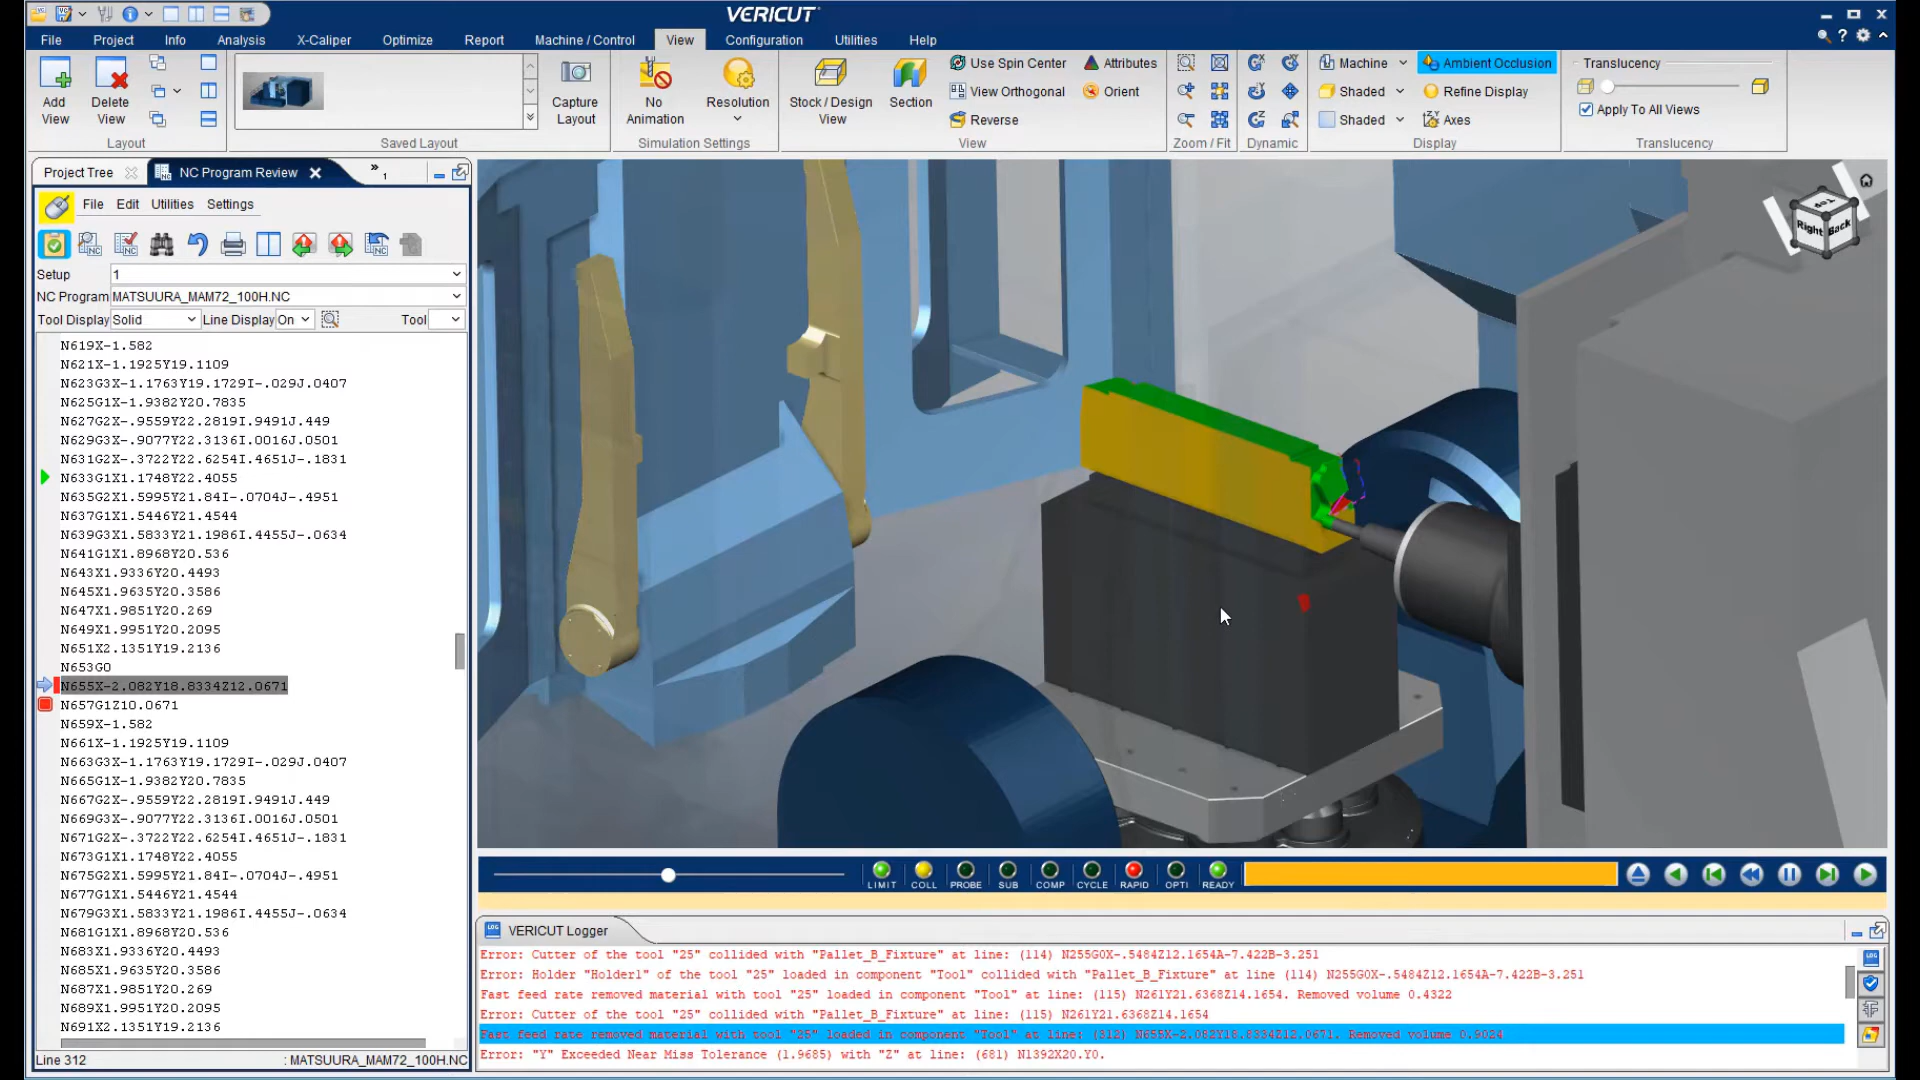 VERICUT
File Project Info Analysis X-Caliper Optimize Report Machine / Control View Configuration Utilities Help
Add View
Delete View
Layout
Saved Layout
Capture Layout
No Animation
Resolution
Simulation Settings
Stock / Design View
Section
Use Spin Center
View Orthogonal
Reverse
Attributes
Orient
View
Zoom / Fit
Dynamic
Machine
Shaded
Shaded
Ambient Occlusion
Refine Display
Axes
Display
Translucency
Apply To All Views
Translucency
Project Tree
NC Program Review
1
File Edit Utilities Settings
Setup 1
NC Program MATSUURA_MAM72_100H.NC
Tool Display Solid Line Display On Tool
N619X-1.582
N621X-1.1925Y19.1109
N623G3X-1.1763Y19.1729I-.029J.0407
N625G1X-1.9382Y20.7835
N627G2X-.9559Y22.2819I.9491J.449
N629G3X-.9077Y22.3136I.0016J.0501
N631G2X-.3722Y22.6254I.4651J-.1831
N633G1X1.1748Y22.4055
N635G2X1.5995Y21.84I-.0704J-.4951
N637G1X1.5446Y21.4544
N639G3X1.5833Y21.1986I.4455J-.0634
N641G1X1.8968Y20.536
N643X1.9336Y20.4493
N645X1.9635Y20.3586
N647X1.9851Y20.269
N649X1.9951Y20.2095
N651X2.1351Y19.2136
N653G0
N655X-2.082Y18.8334Z12.0671
N657G1Z10.0671
N659X-1.582
N661X-1.1925Y19.1109
N663G3X-1.1763Y19.1729I-.029J.0407
N665G1X-1.9382Y20.7835
N667G2X-.9559Y22.2819I.9491J.449
N669G3X-.9077Y22.3136I.0016J.0501
N671G2X-.3722Y22.6254I.4651J-.1831
N673G1X1.1748Y22.4055
N675G2X1.5995Y21.84I-.0704J-.4951
N677G1X1.5446Y21.4544
N679G3X1.5833Y21.1986I.4455J-.0634
N681G1X1.8968Y20.536
N683X1.9336Y20.4493
N685X1.9635Y20.3586
N687X1.9851Y20.269
N689X1.9951Y20.2095
N691X2.1351Y19.2136
Line 312 : MATSUURA_MAM72_100H.NC
Top
Right Back
LIMIT COLL PROBE SUB COMP CYCLE RAPID OPTI READY
VERICUT Logger
Error: Cutter of the tool "25" collided with "Pallet_B_Fixture" at line: (114) N255G0X-.5484Z12.1654A-7.422B-3.251
Error: Holder "Holder1" of the tool "25" loaded in component "Tool" collided with "Pallet_B_Fixture" at line (114) N255G0X-.5484Z12.1654A-7.422B-3.251
Fast feed rate removed material with tool "25" loaded in component "Tool" at line: (115) N261Y21.6368Z14.1654. Removed volume 0.4322
Error: Cutter of the tool "25" collided with "Pallet_B_Fixture" at line: (115) N261Y21.6368Z14.1654
Fast feed rate removed material with tool "25" loaded in component "Tool" at line: (312) N655X-2.082Y18.8334Z12.0671. Removed volume 0.9024
Error: "Y" Exceeded Near Miss Tolerance (1.9685) with "Z" at line: (681) N1392X20.Y0.